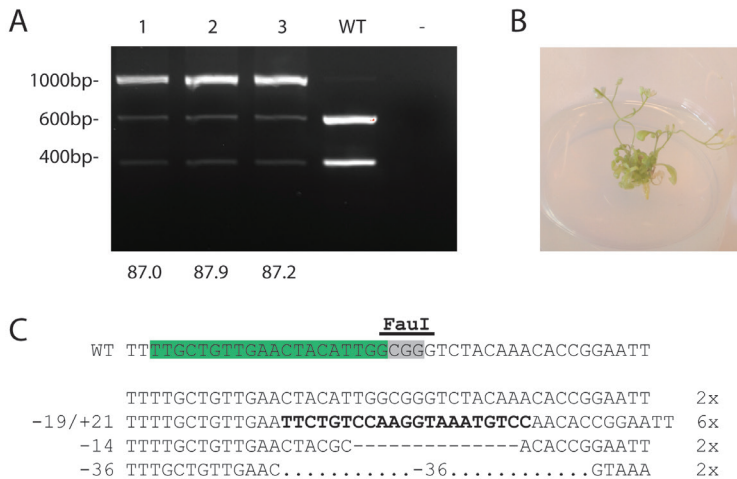 A
B
1 2 3 WT -
1000bp-
600bp-
400bp-
87.0 87.9 87.2
C
FauI
WT TTTTGCTGTTGAACTACATTGGCGGGTCTACAAACACCGGAATT
TTTTGCTGTTGAACTACATTGGCGGGTCTACAAACACCGGAATT 2x
-19/+21 TTTTGCTGTTGAATTCTGTCCAAGGTAAATGTCCAACACCGGAATT 6x
-14 TTTTGCTGTTGAACTACGC--------------ACACCGGAATT 2x
-36 TTTTGCTGTTGAAC...........-36............GTAAA 2x